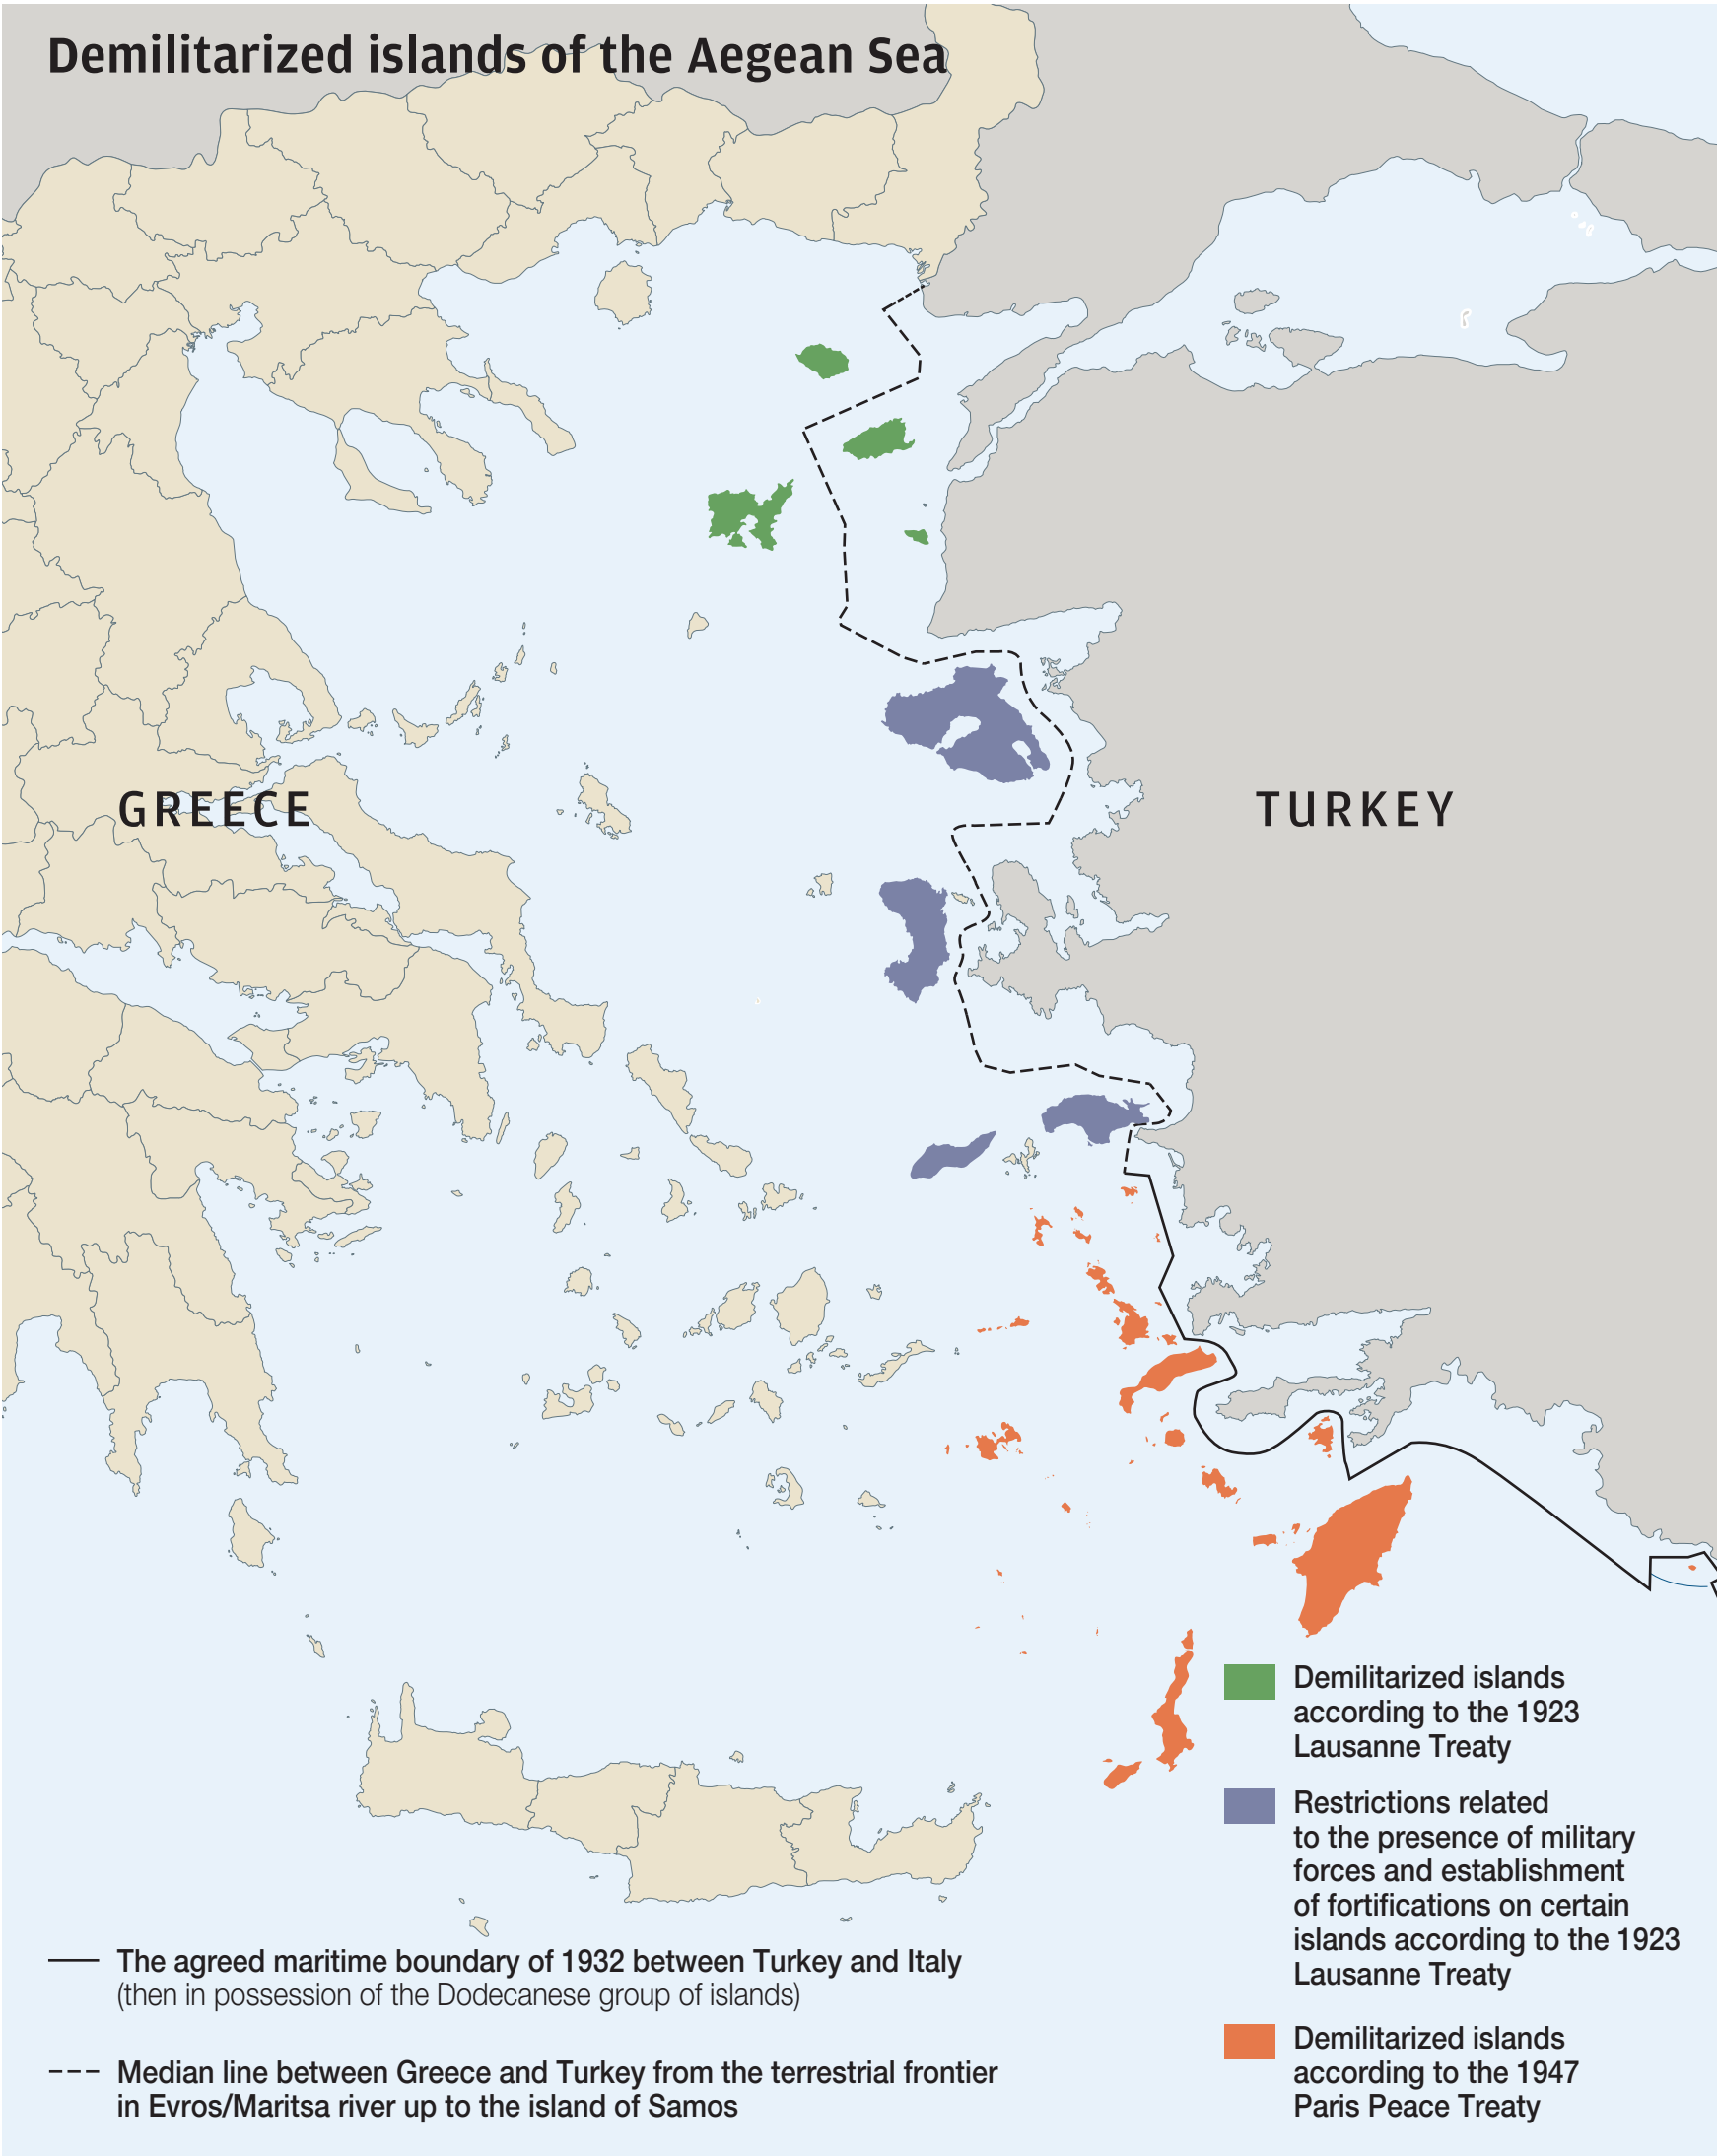 Demilitarized islands of the Aegean Sea
GREECE
TURKEY
Demilitarized islands
according to the 1923
Lausanne Treaty
Restrictions related
to the presence of military
forces and establishment
of fortifications on certain
islands according to the 1923
Lausanne Treaty
Demilitarized islands
according to the 1947
Paris Peace Treaty
The agreed maritime boundary of 1932 between Turkey and Italy
(then in possession of the Dodecanese group of islands)
Median line between Greece and Turkey from the terrestrial frontier
in Evros/Maritsa river up to the island of Samos